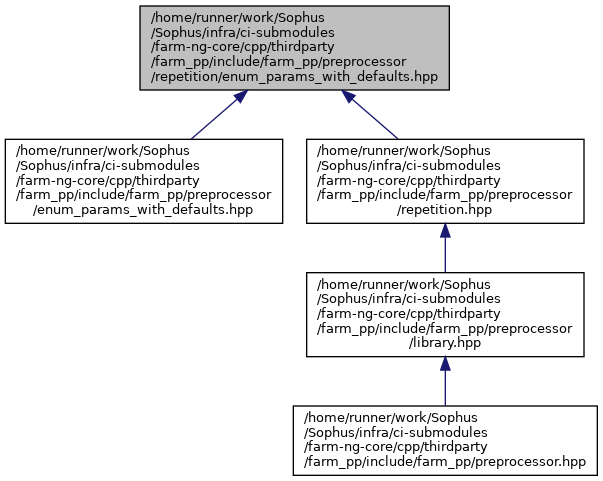 /home/runner/work/Sophus
/Sophus/infra/ci-submodules
/farm-ng-core/cpp/thirdparty
/farm_pp/include/farm_pp/preprocessor
/repetition/enum_params_with_defaults.hpp
/home/runner/work/Sophus
/Sophus/infra/ci-submodules
/farm-ng-core/cpp/thirdparty
/farm_pp/include/farm_pp/preprocessor
/enum_params_with_defaults.hpp
/home/runner/work/Sophus
/Sophus/infra/ci-submodules
/farm-ng-core/cpp/thirdparty
/farm_pp/include/farm_pp/preprocessor
/repetition.hpp
/home/runner/work/Sophus
/Sophus/infra/ci-submodules
/farm-ng-core/cpp/thirdparty
/farm_pp/include/farm_pp/preprocessor
/library.hpp
/home/runner/work/Sophus
/Sophus/infra/ci-submodules
/farm-ng-core/cpp/thirdparty
/farm_pp/include/farm_pp/preprocessor.hpp